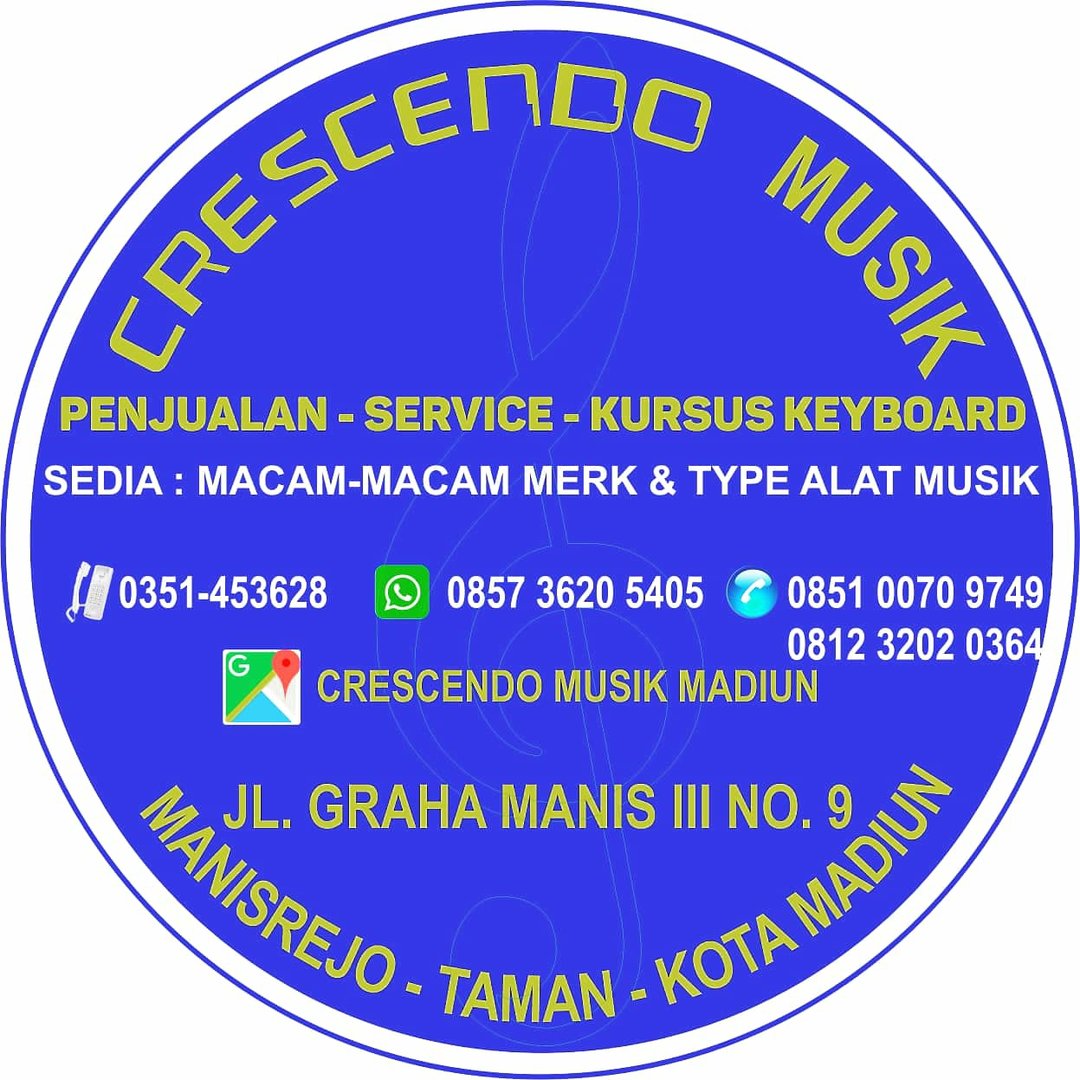 CRESCENDO MUSIK
PENJUALAN - SERVICE - KURSUS KEYBOARD
SEDIA : MACAM-MACAM MERK & TYPE ALAT MUSIK
0351-453628
0857 3620 5405
0851 0070 9749
0812 3202 0364
G
CRESCENDO MUSIK MADIUN
JL. GRAHA MANIS III NO. 9
MANISREJO - TAMAN - KOTA MADIUN